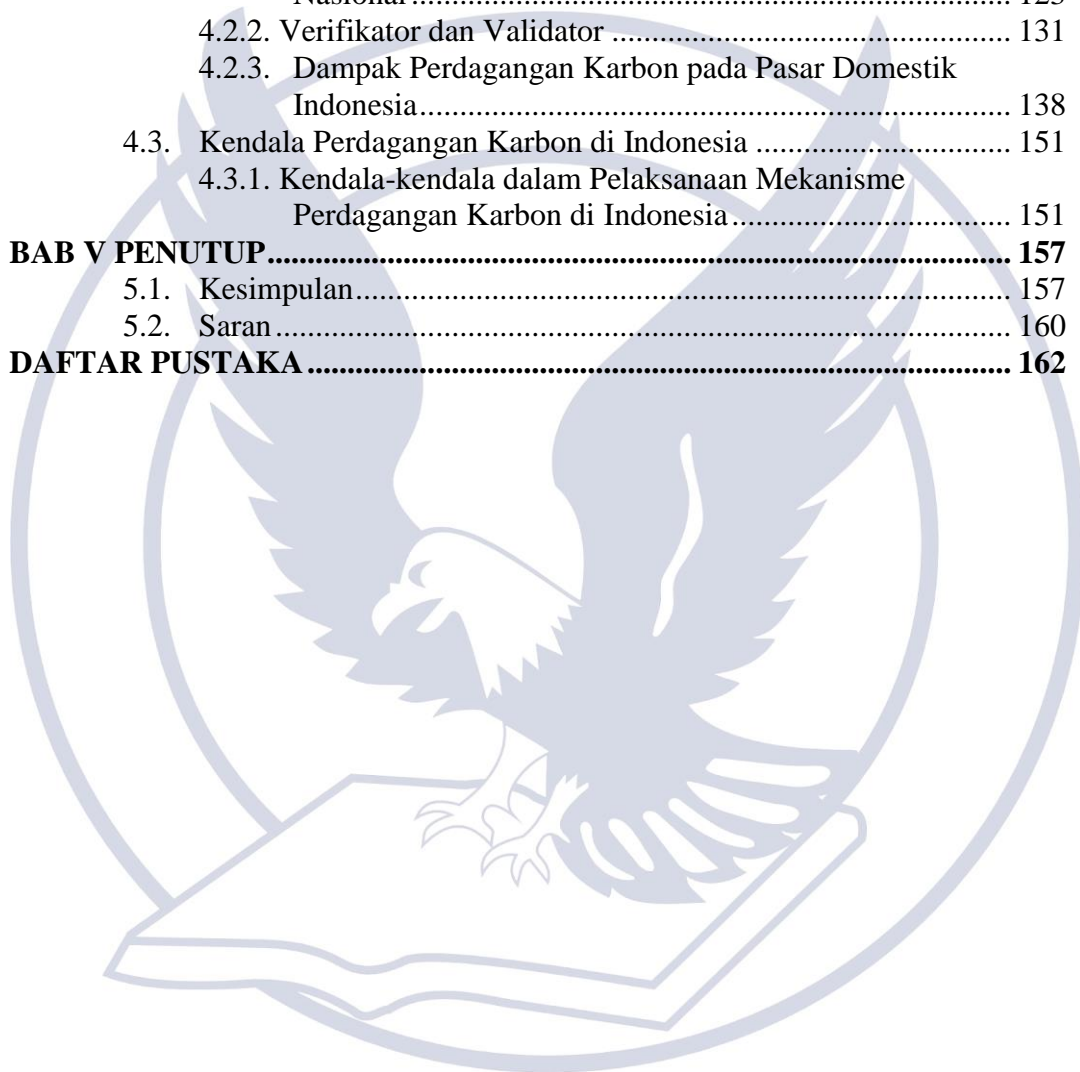 Nasional ........................................................................................ 125
4.2.2. Verifikator dan Validator ........................................................ 131
4.2.3. Dampak Perdagangan Karbon pada Pasar Domestik
Indonesia ....................................................................................... 138
4.3. Kendala Perdagangan Karbon di Indonesia ................................... 151
4.3.1. Kendala-kendala dalam Pelaksanaan Mekanisme
Perdagangan Karbon di Indonesia ...................................... 151
BAB V PENUTUP ............................................................................................. 157
5.1. Kesimpulan ..................................................................................... 157
5.2. Saran ............................................................................................... 160
DAFTAR PUSTAKA ........................................................................................ 162